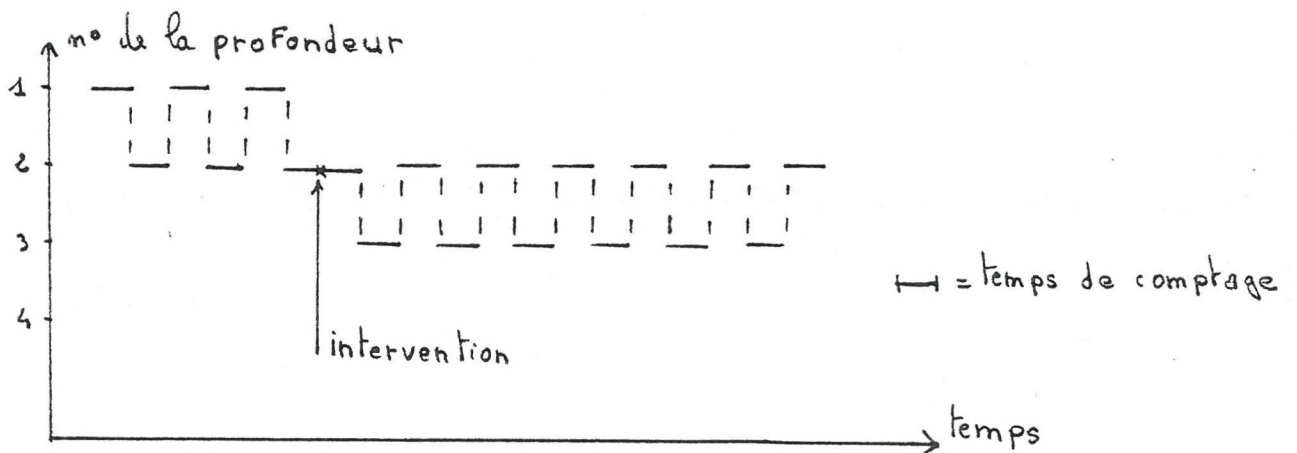 n° de la profondeur
1
2
3
4
intervention
= temps de comptage
temps